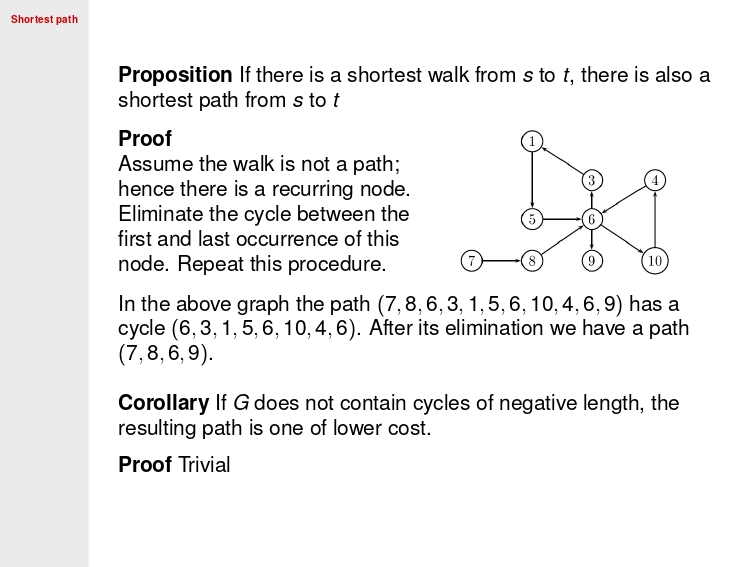 Shortest path
Proposition If there is a shortest walk from s to t, there is also a
shortest path from s to t
Proof
Assume the walk is not a path;
hence there is a recurring node.
Eliminate the cycle between the
first and last occurrence of this
node. Repeat this procedure.
1
3
4
5
6
7
8
9
10
In the above graph the path (7, 8, 6, 3, 1, 5, 6, 10, 4, 6, 9) has a
cycle (6, 3, 1, 5, 6, 10, 4, 6). After its elimination we have a path
(7, 8, 6, 9).
Corollary If G does not contain cycles of negative length, the
resulting path is one of lower cost.
Proof Trivial